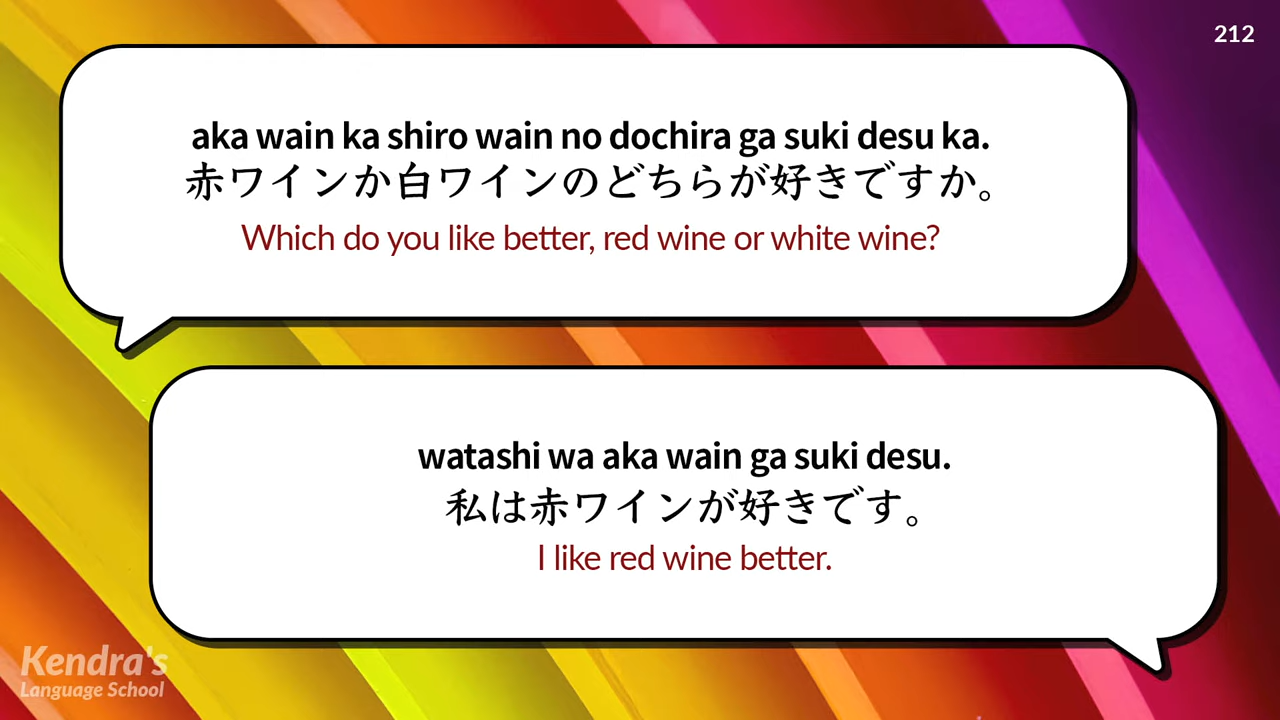 212
aka wain ka shiro wain no dochira ga suki desu ka.
赤ワインか白ワインのどちらが好きですか。
Which do you like better, red wine or white wine?
watashi wa aka wain ga suki desu.
私は赤ワインが好きです。
I like red wine better.
Kendra's
Language School